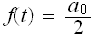 f(t) = a₀/2